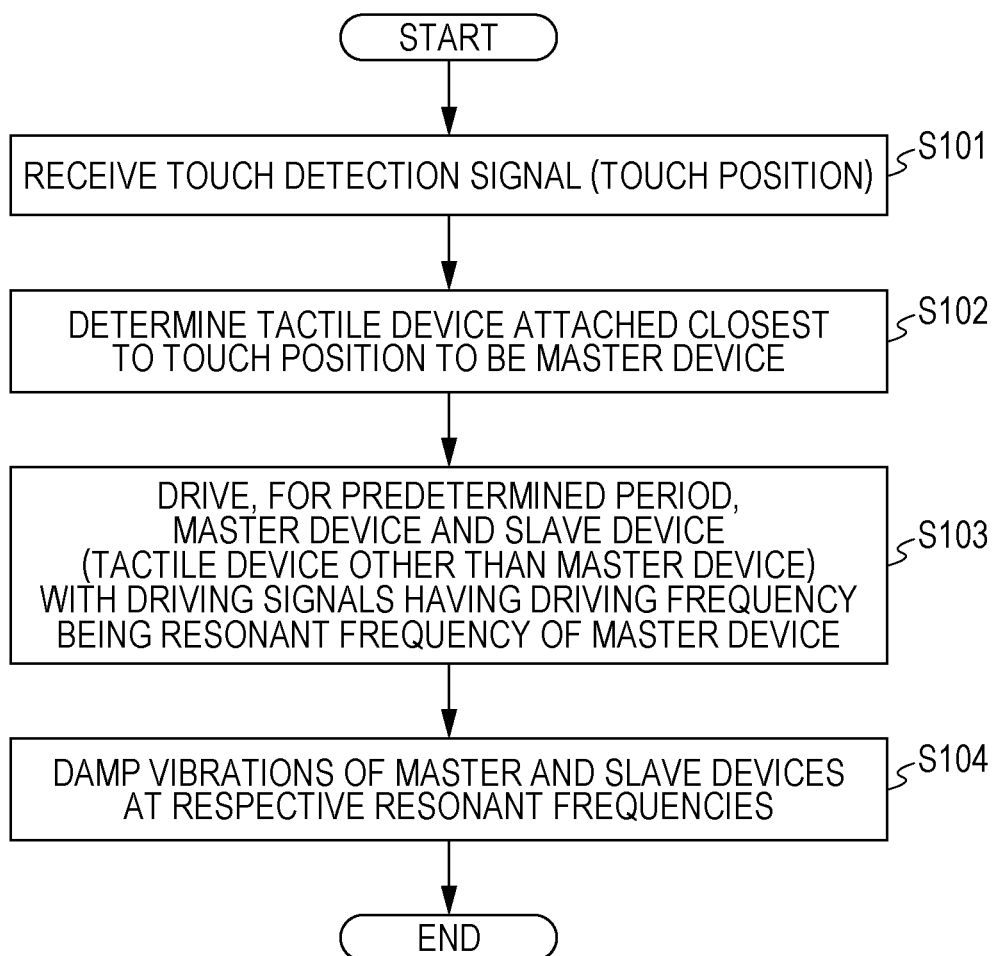 START
RECEIVE TOUCH DETECTION SIGNAL (TOUCH POSITION)
S101
DETERMINE TACTILE DEVICE ATTACHED CLOSEST
TO TOUCH POSITION TO BE MASTER DEVICE
S102
DRIVE, FOR PREDETERMINED PERIOD,
MASTER DEVICE AND SLAVE DEVICE
(TACTILE DEVICE OTHER THAN MASTER DEVICE)
WITH DRIVING SIGNALS HAVING DRIVING FREQUENCY
BEING RESONANT FREQUENCY OF MASTER DEVICE
S103
DAMP VIBRATIONS OF MASTER AND SLAVE DEVICES
AT RESPECTIVE RESONANT FREQUENCIES
S104
END